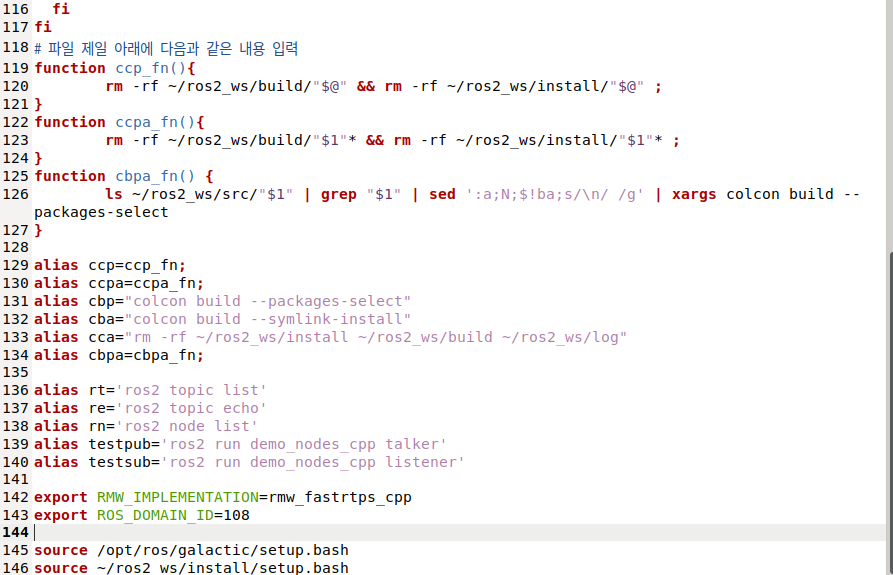 116   fi
117 fi
118 # 파일 제일 아래에 다음과 같은 내용 입력
119 function ccp_fn(){
120         rm -rf ~/ros2_ws/build/"$@" && rm -rf ~/ros2_ws/install/"$@" ;
121 }
122 function ccpa_fn(){
123         rm -rf ~/ros2_ws/build/"$1"* && rm -rf ~/ros2_ws/install/"$1"* ;
124 }
125 function cbpa_fn() {
126         ls ~/ros2_ws/src/"$1" | grep "$1" | sed ':a;N;$!ba;s/\n/ /g' | xargs colcon build --
packages-select
127 }
128
129 alias ccp=ccp_fn;
130 alias ccpa=ccpa_fn;
131 alias cbp="colcon build --packages-select"
132 alias cba="colcon build --symlink-install"
133 alias cca="rm -rf ~/ros2_ws/install ~/ros2_ws/build ~/ros2_ws/log"
134 alias cbpa=cbpa_fn;
135
136 alias rt='ros2 topic list'
137 alias re='ros2 topic echo'
138 alias rn='ros2 node list'
139 alias testpub='ros2 run demo_nodes_cpp talker'
140 alias testsub='ros2 run demo_nodes_cpp listener'
141
142 export RMW_IMPLEMENTATION=rmw_fastrtps_cpp
143 export ROS_DOMAIN_ID=108
144
145 source /opt/ros/galactic/setup.bash
146 source ~/ros2_ws/install/setup.bash